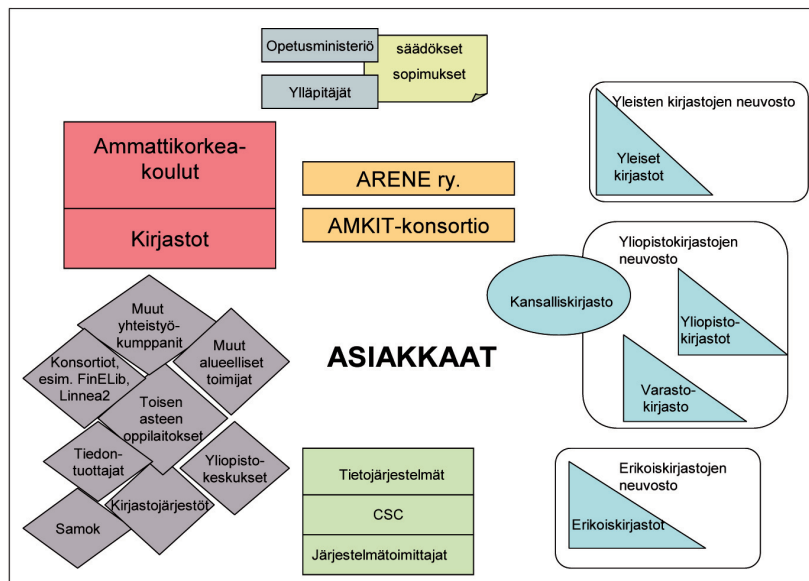 Opetusministeriö
säädökset
sopimukset
Ylläpitäjät
Ammattikorkea-
koulut
Kirjastot
ARENE ry.
AMKIT-konsortio
Yleisten kirjastojen neuvosto
Yleiset
kirjastot
Yliopistokirjastojen
neuvosto
Kansalliskirjasto
Yliopisto-
kirjastot
Varasto-
kirjasto
Muut
yhteistyö-
kumppanit
Muut
alueelliset
toimijat
Konsortiot,
esim. FinELib,
Linnea2
Toisen
asteen
oppilaitokset
Tiedon-
tuottajat
Yliopisto-
keskukset
Kirjastojärjestöt
Samok
ASIAKKAAT
Tietojärjestelmät
CSC
Järjestelmätoimittajat
Erikoiskirjastojen
neuvosto
Erikoiskirjastot